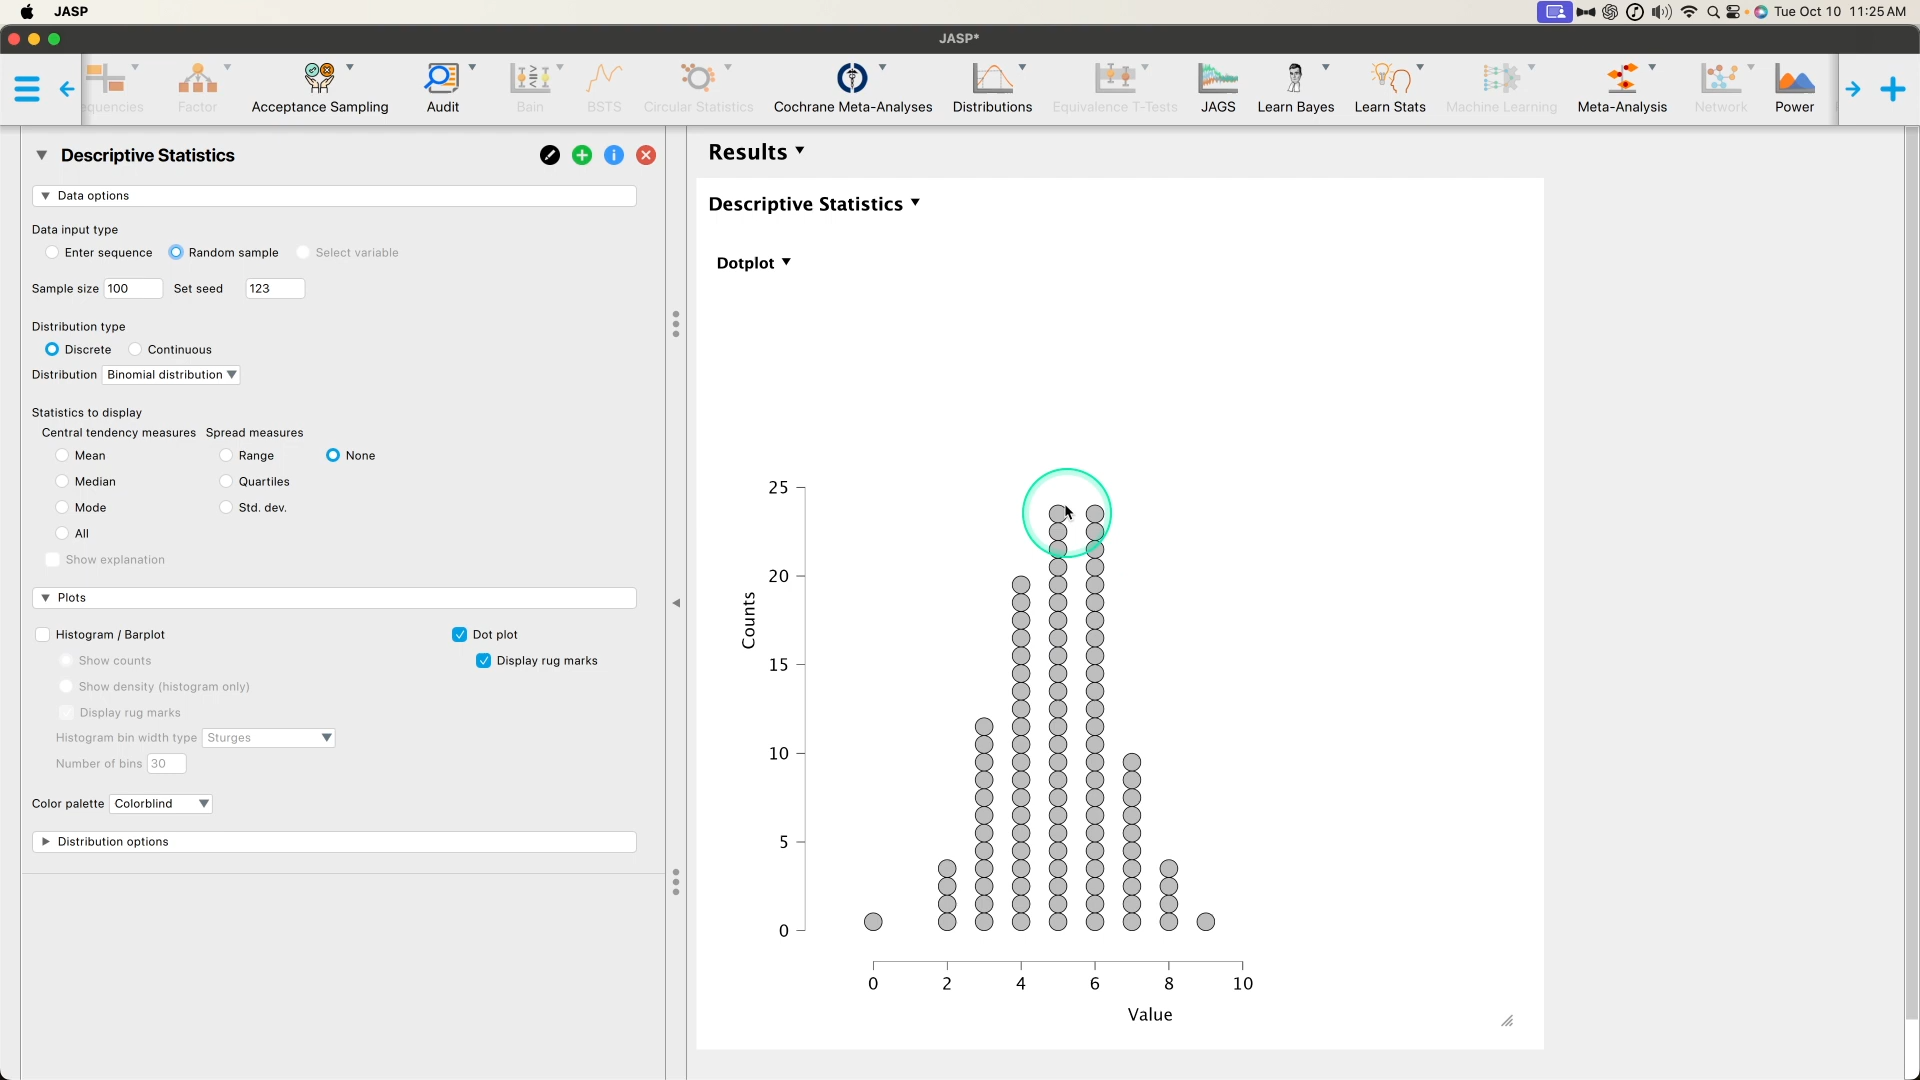 JASP
Tue Oct 10 11:25 AM
JASP*
quencies
Factor
Acceptance Sampling
Audit
Bain
BSTS
Circular Statistics
Cochrane Meta-Analyses
Distributions
Equivalence T-Tests
JAGS
Learn Bayes
Learn Stats
Machine Learning
Meta-Analysis
Network
Power
Descriptive Statistics
Data options
Data input type
Enter sequence Random sample Select variable
Sample size 100 Set seed 123
Distribution type
Discrete Continuous
Distribution Binomial distribution
Statistics to display
Central tendency measures Spread measures
Mean Range None
Median Quartiles
Mode Std. dev.
All
Show explanation
Plots
Histogram / Barplot Dot plot
Show counts Display rug marks
Show density (histogram only)
Display rug marks
Histogram bin width type Sturges
Number of bins 30
Color palette Colorblind
Distribution options
Results
Descriptive Statistics
Dotplot
25
20
15
10
5
0
Counts
0 2 4 6 8 10
Value